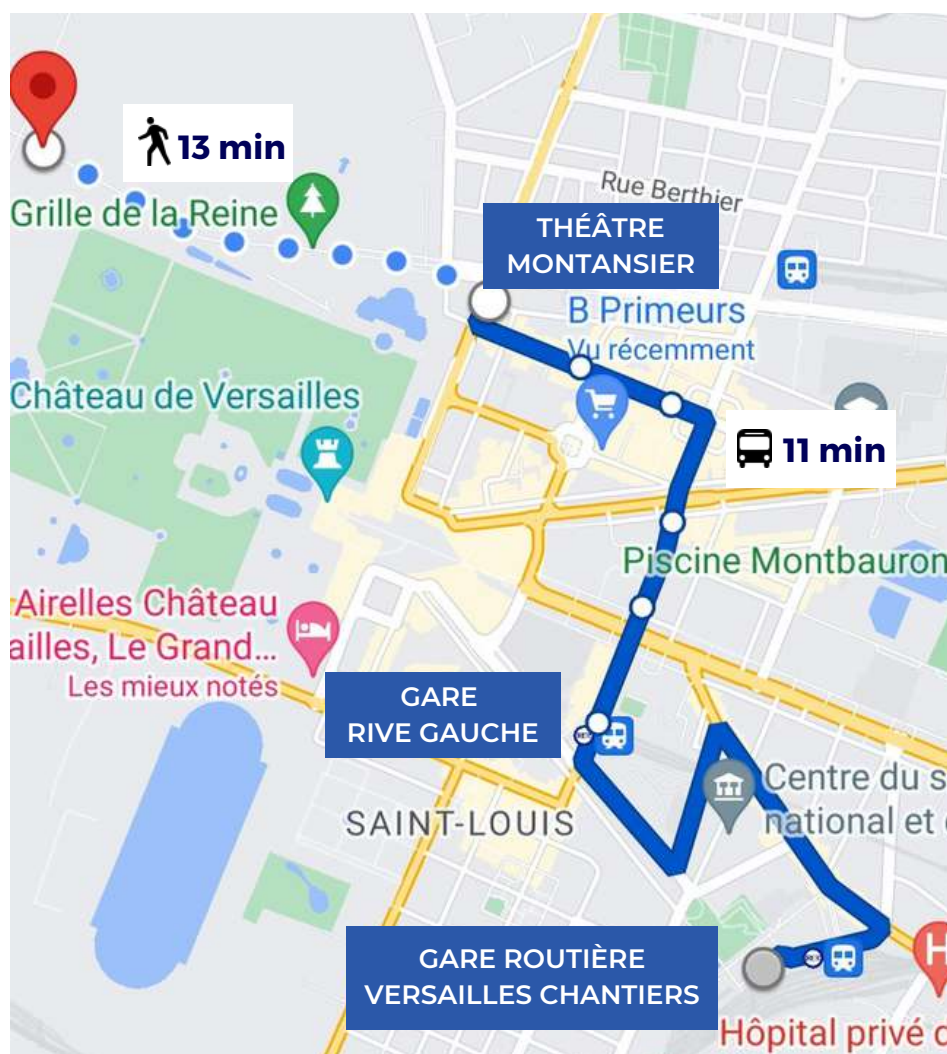 13 min
Grille de la Reine
Rue Berthier
THÉÂTRE
MONTANSIER
B Primeurs
Vu récemment
Château de Versailles
11 min
Piscine Montbauron
Airelles Château
ailles, Le Grand...
Les mieux notés
GARE
RIVE GAUCHE
Centre du s
national et
SAINT-LOUIS
GARE ROUTIÈRE
VERSAILLES CHANTIERS
H
Hôpital privé d